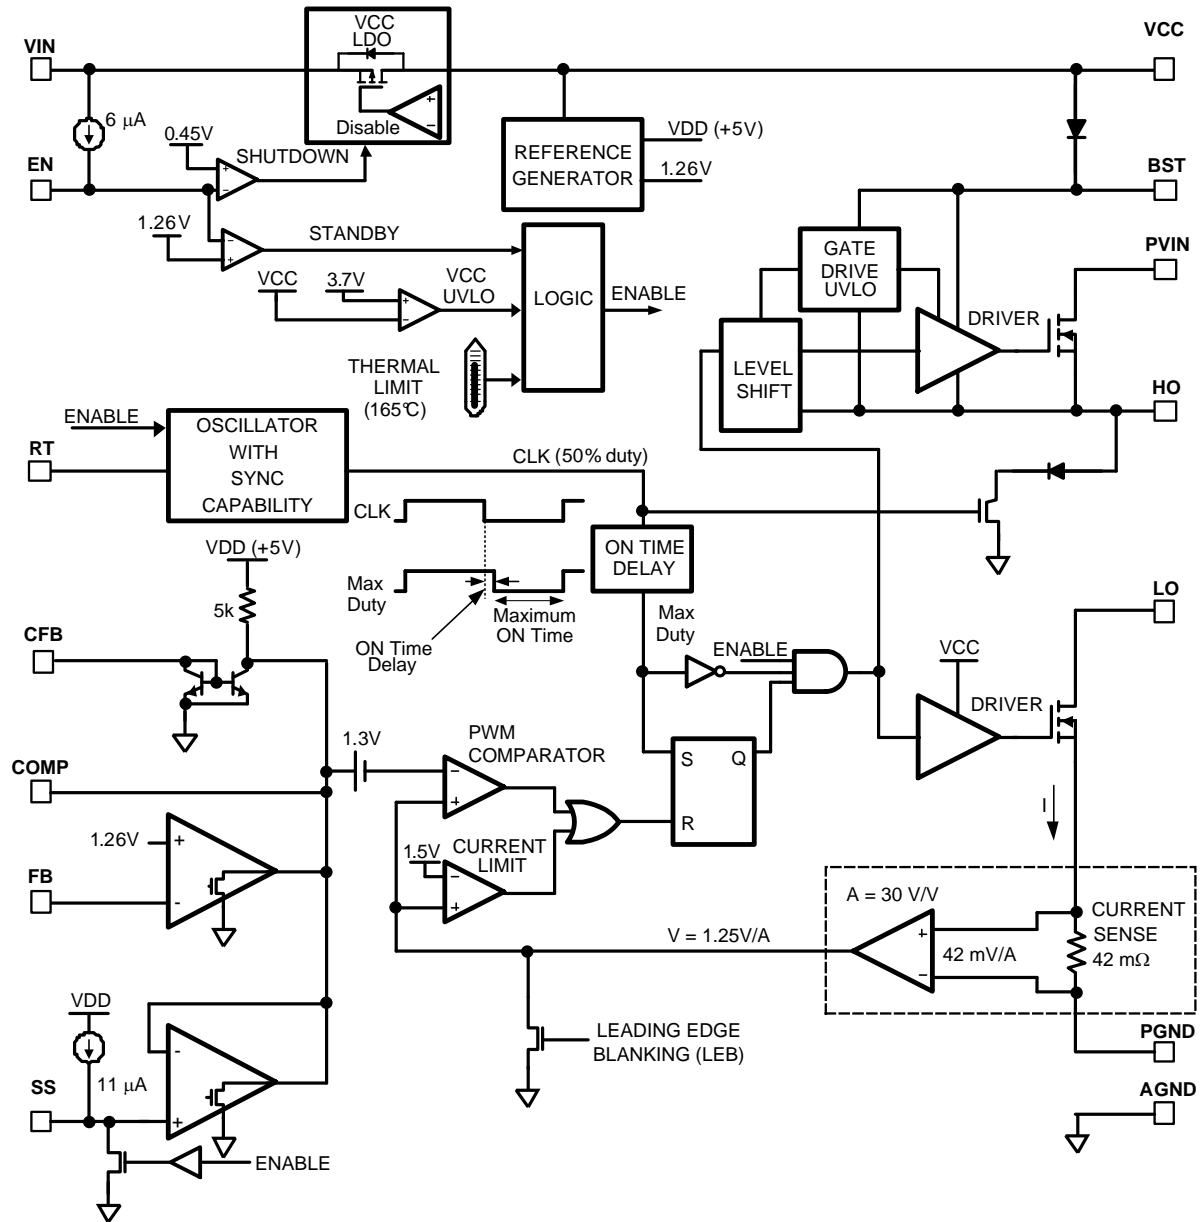 VCC
LDO
VIN
VCC
6 μA
0.45V
Disable
SHUTDOWN
EN
REFERENCE
GENERATOR
VDD (+5V)
1.26V
BST
1.26V
STANDBY
VCC
3.7V
VCC
UVLO
LOGIC
ENABLE
GATE
DRIVE
UVLO
PVIN
DRIVER
THERMAL
LIMIT
(165°C)
LEVEL
SHIFT
HO
ENABLE
RT
OSCILLATOR
WITH
SYNC
CAPABILITY
CLK (50% duty)
CLK
VDD (+5V)
ON TIME
DELAY
Max
Duty
5k
Maximum
ON Time
ON Time
Delay
Max
Duty
LO
CFB
ENABLE
VCC
DRIVER
1.3V
PWM
COMPARATOR
COMP
−
+
S
Q
R
I
1.26V
+
-
FB
1.5V
CURRENT
LIMIT
−
+
A = 30 V/V
V = 1.25V/A
+
−
42 mV/A
CURRENT
SENSE
42 mΩ
VDD
11 μA
-
+
SS
LEADING EDGE
BLANKING (LEB)
PGND
AGND
ENABLE